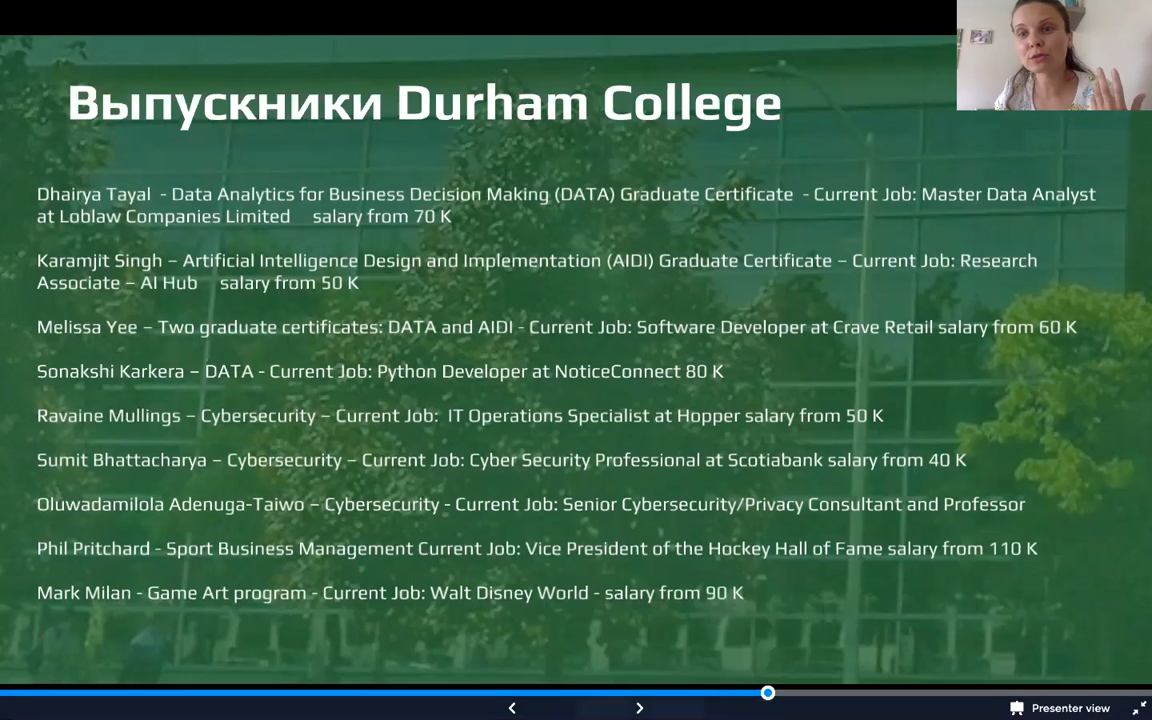 Выпускники Durham College
Dhairya Tayal - Data Analytics for Business Decision Making (DATA) Graduate Certificate - Current Job: Master Data Analyst
at Loblaw Companies Limited salary from 70 K
Karamjit Singh – Artificial Intelligence Design and Implementation (AIDI) Graduate Certificate – Current Job: Research
Associate – AI Hub salary from 50 K
Melissa Yee – Two graduate certificates: DATA and AIDI - Current Job: Software Developer at Crave Retail salary from 60 K
Sonakshi Karkera – DATA - Current Job: Python Developer at NoticeConnect 80 K
Ravaine Mullings – Cybersecurity – Current Job: IT Operations Specialist at Hopper salary from 50 K
Sumit Bhattacharya – Cybersecurity – Current Job: Cyber Security Professional at Scotiabank salary from 40 K
Oluwadamilola Adenuga-Taiwo – Cybersecurity - Current Job: Senior Cybersecurity/Privacy Consultant and Professor
Phil Pritchard - Sport Business Management Current Job: Vice President of the Hockey Hall of Fame salary from 110 K
Mark Milan - Game Art program - Current Job: Walt Disney World - salary from 90 K
Presenter view